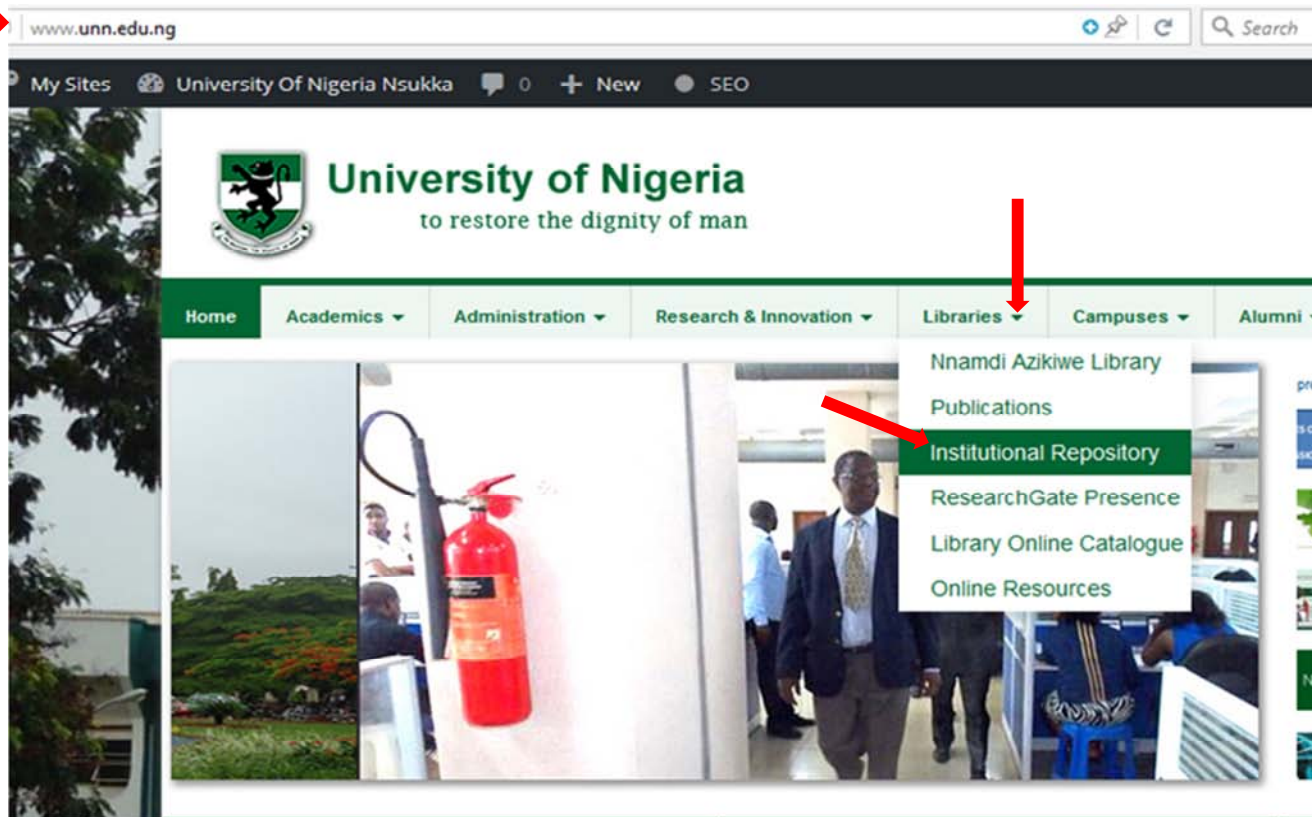 www.unn.edu.ng
Search
My Sites University Of Nigeria Nsukka 0 New SEO
University of Nigeria
to restore the dignity of man
Home Academics Administration Research & Innovation Libraries Campuses Alumni
Nnamdi Azikiwe Library
Publications
Institutional Repository
ResearchGate Presence
Library Online Catalogue
Online Resources